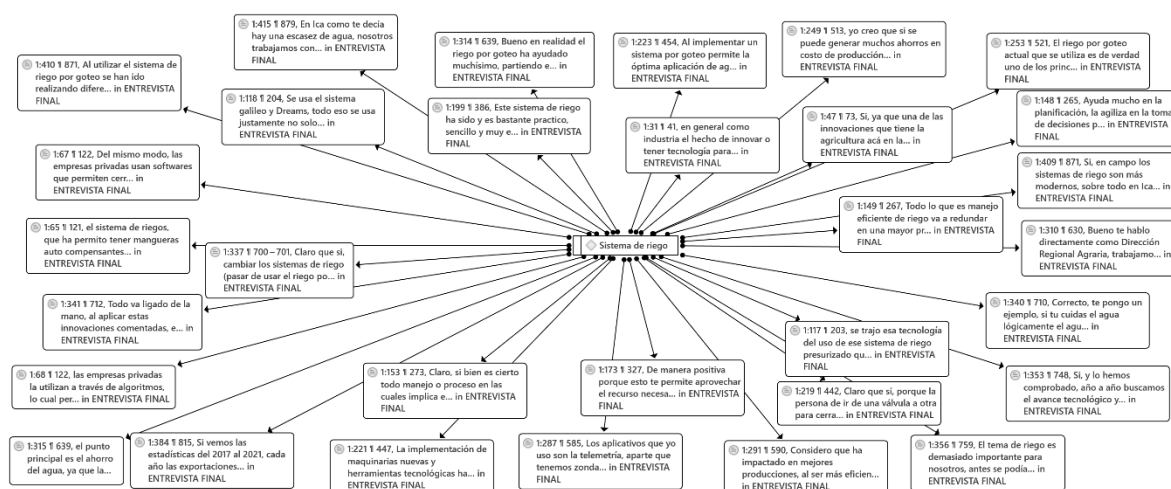 1:415 ¶ 879, En Ica como te decia
hay una escasez de agua, nosotros
trabajamos con... in ENTREVISTA
FINAL
1:314 ¶ 639, Bueno en realidad el
riego por goteo ha ayudado
muchísimo, partiendo e... in
ENTREVISTA FINAL
1:223 ¶ 454, Al implementar un
sistema por goteo permite la
óptima aplicación de ag... in
ENTREVISTA FINAL
1:249 ¶ 513, yo creo que si se
puede generar muchos ahorros en
costo de producción... in
ENTREVISTA FINAL
1:253 ¶ 521, El riego por goteo
actual que se utiliza es de verdad
uno de los princ... in ENTREVISTA
FINAL
1:410 ¶ 871, Al utilizar el sistema de
riego por goteo se han ido
realizando difere... in ENTREVISTA
FINAL
1:118 ¶ 204, Se usa el sistema
galileo y Dreams, todo eso se usa
justamente no solo... in
ENTREVISTA FINAL
1:199 ¶ 386, Este sistema de riego
ha sido y es bastante practico,
sencillo y muy e... in ENTREVISTA
FINAL
1:31 ¶ 41, en general como
industria el hecho de innovar o
tener tecnología para... in
ENTREVISTA FINAL
1:47 ¶ 73, Si, ya que una de las
innovaciones que tiene la
agricultura acá en la... in
ENTREVISTA FINAL
1:148 ¶ 265, Ayuda mucho en la
planificación, la agiliza en la toma
de decisiones p... in ENTREVISTA
FINAL
1:67 ¶ 122, Del mismo modo, las
empresas privadas usan softwares
que permiten cerr... in
ENTREVISTA FINAL
1:409 ¶ 871, Si, en campo los
sistemas de riego son más
modernos, sobre todo en Ica... in
ENTREVISTA FINAL
1:149 ¶ 267, Todo lo que es manejo
eficiente de riego va a redundar
en una mayor pr... in ENTREVISTA
FINAL
1:65 ¶ 121, el sistema de riegos,
que ha permito tener mangueras
auto compensantes... in
ENTREVISTA FINAL
1:337 ¶ 700 – 701, Claro que si,
cambiar los sistemas de riego
(pasar de usar el riego po... in
ENTREVISTA FINAL
Sistema de riego
1:310 ¶ 630, Bueno te hablo
directamente como Dirección
Regional Agraria, trabajamo... in
ENTREVISTA FINAL
1:341 ¶ 712, Todo va ligado de la
mano, al aplicar estas
innovaciones comentadas, e... in
ENTREVISTA FINAL
1:340 ¶ 710, Correcto, te pongo un
ejemplo, si tu cuidas el agua
lógicamente el agu... in
ENTREVISTA FINAL
1:117 ¶ 203, se trajo esa tecnología
del uso de ese sistema de riego
presurizado qu... in ENTREVISTA
FINAL
1:68 ¶ 122, las empresas privadas
la utilizan a través de algoritmos,
lo cual per... in ENTREVISTA
FINAL
1:153 ¶ 273, Claro, si bien es cierto
todo manejo o proceso en las
cuales implica e... in ENTREVISTA
FINAL
1:173 ¶ 327, De manera positiva
porque esto te permite aprovechar
el recurso necesa... in ENTREVISTA
FINAL
1:219 ¶ 442, Claro que si, porque la
persona de ir de una válvula a otra
para cerra... in ENTREVISTA FINAL
1:353 ¶ 748, Si, y lo hemos
comprobado, año a año buscamos
el avance tecnológico y... in
ENTREVISTA FINAL
1:315 ¶ 639, el punto
principal es el ahorro
del agua, ya que la... in
ENTREVISTA FINAL
1:384 ¶ 815, Si vemos las
estadísticas del 2017 al 2021, cada
año las exportaciones... in
ENTREVISTA FINAL
1:221 ¶ 447, La implementación de
maquinarias nuevas y
herramientas tecnológicas ha... in
ENTREVISTA FINAL
1:287 ¶ 585, Los aplicativos que yo
uso son la telemetría, aparte que
tenemos zonda... in ENTREVISTA
FINAL
1:291 ¶ 590, Considero que ha
impactado en mejores
producciones, al ser más eficien...
in ENTREVISTA FINAL
1:356 ¶ 759, El tema de riego es
demasiado importante para
nosotros, antes se podía... in
ENTREVISTA FINAL